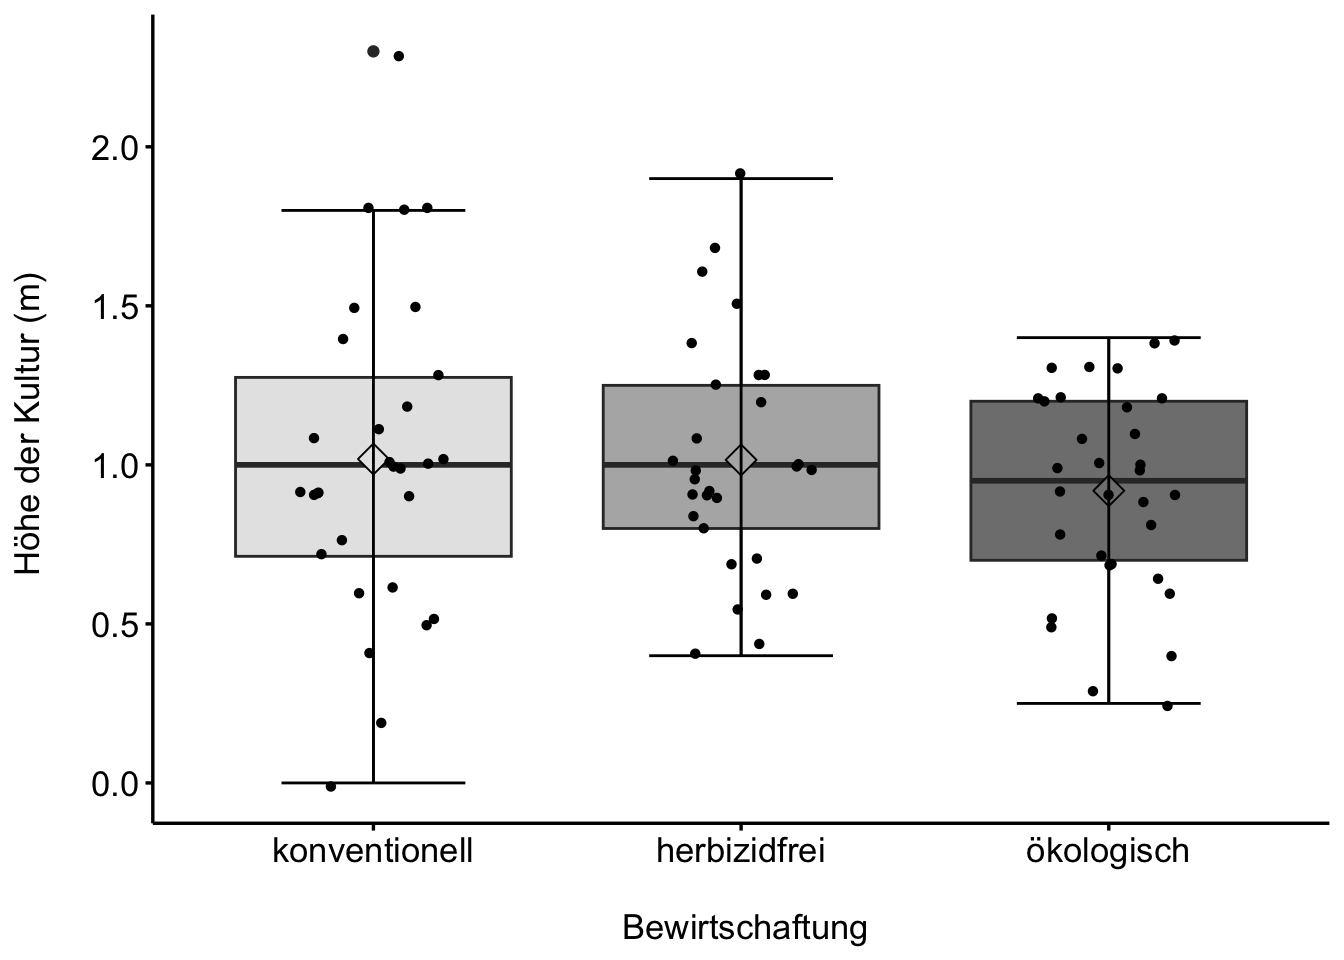 Höhe der Kultur (m)
2.0
1.5
1.0
0.5
0.0
konventionell herbizidfrei ökologisch
Bewirtschaftung